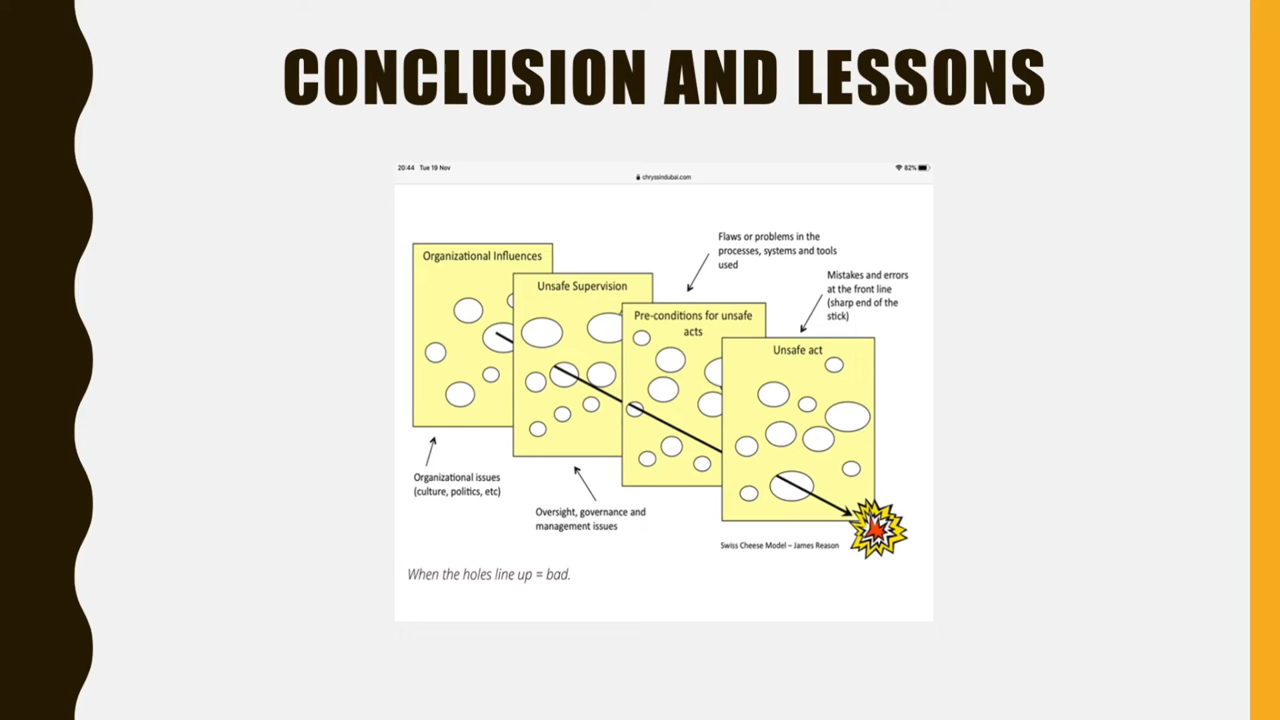 CONCLUSION AND LESSONS
20:44 Tue 19 Nov
82%
chryssindubai.com
Flaws or problems in the
processes, systems and tools
used
Organizational Influences
Mistakes and errors
at the front line
(sharp end of the
stick)
Unsafe Supervision
Pre-conditions for unsafe
acts
Unsafe act
Organizational issues
(culture, politics, etc)
Oversight, governance and
management issues
Swiss Cheese Model – James Reason
When the holes line up = bad.